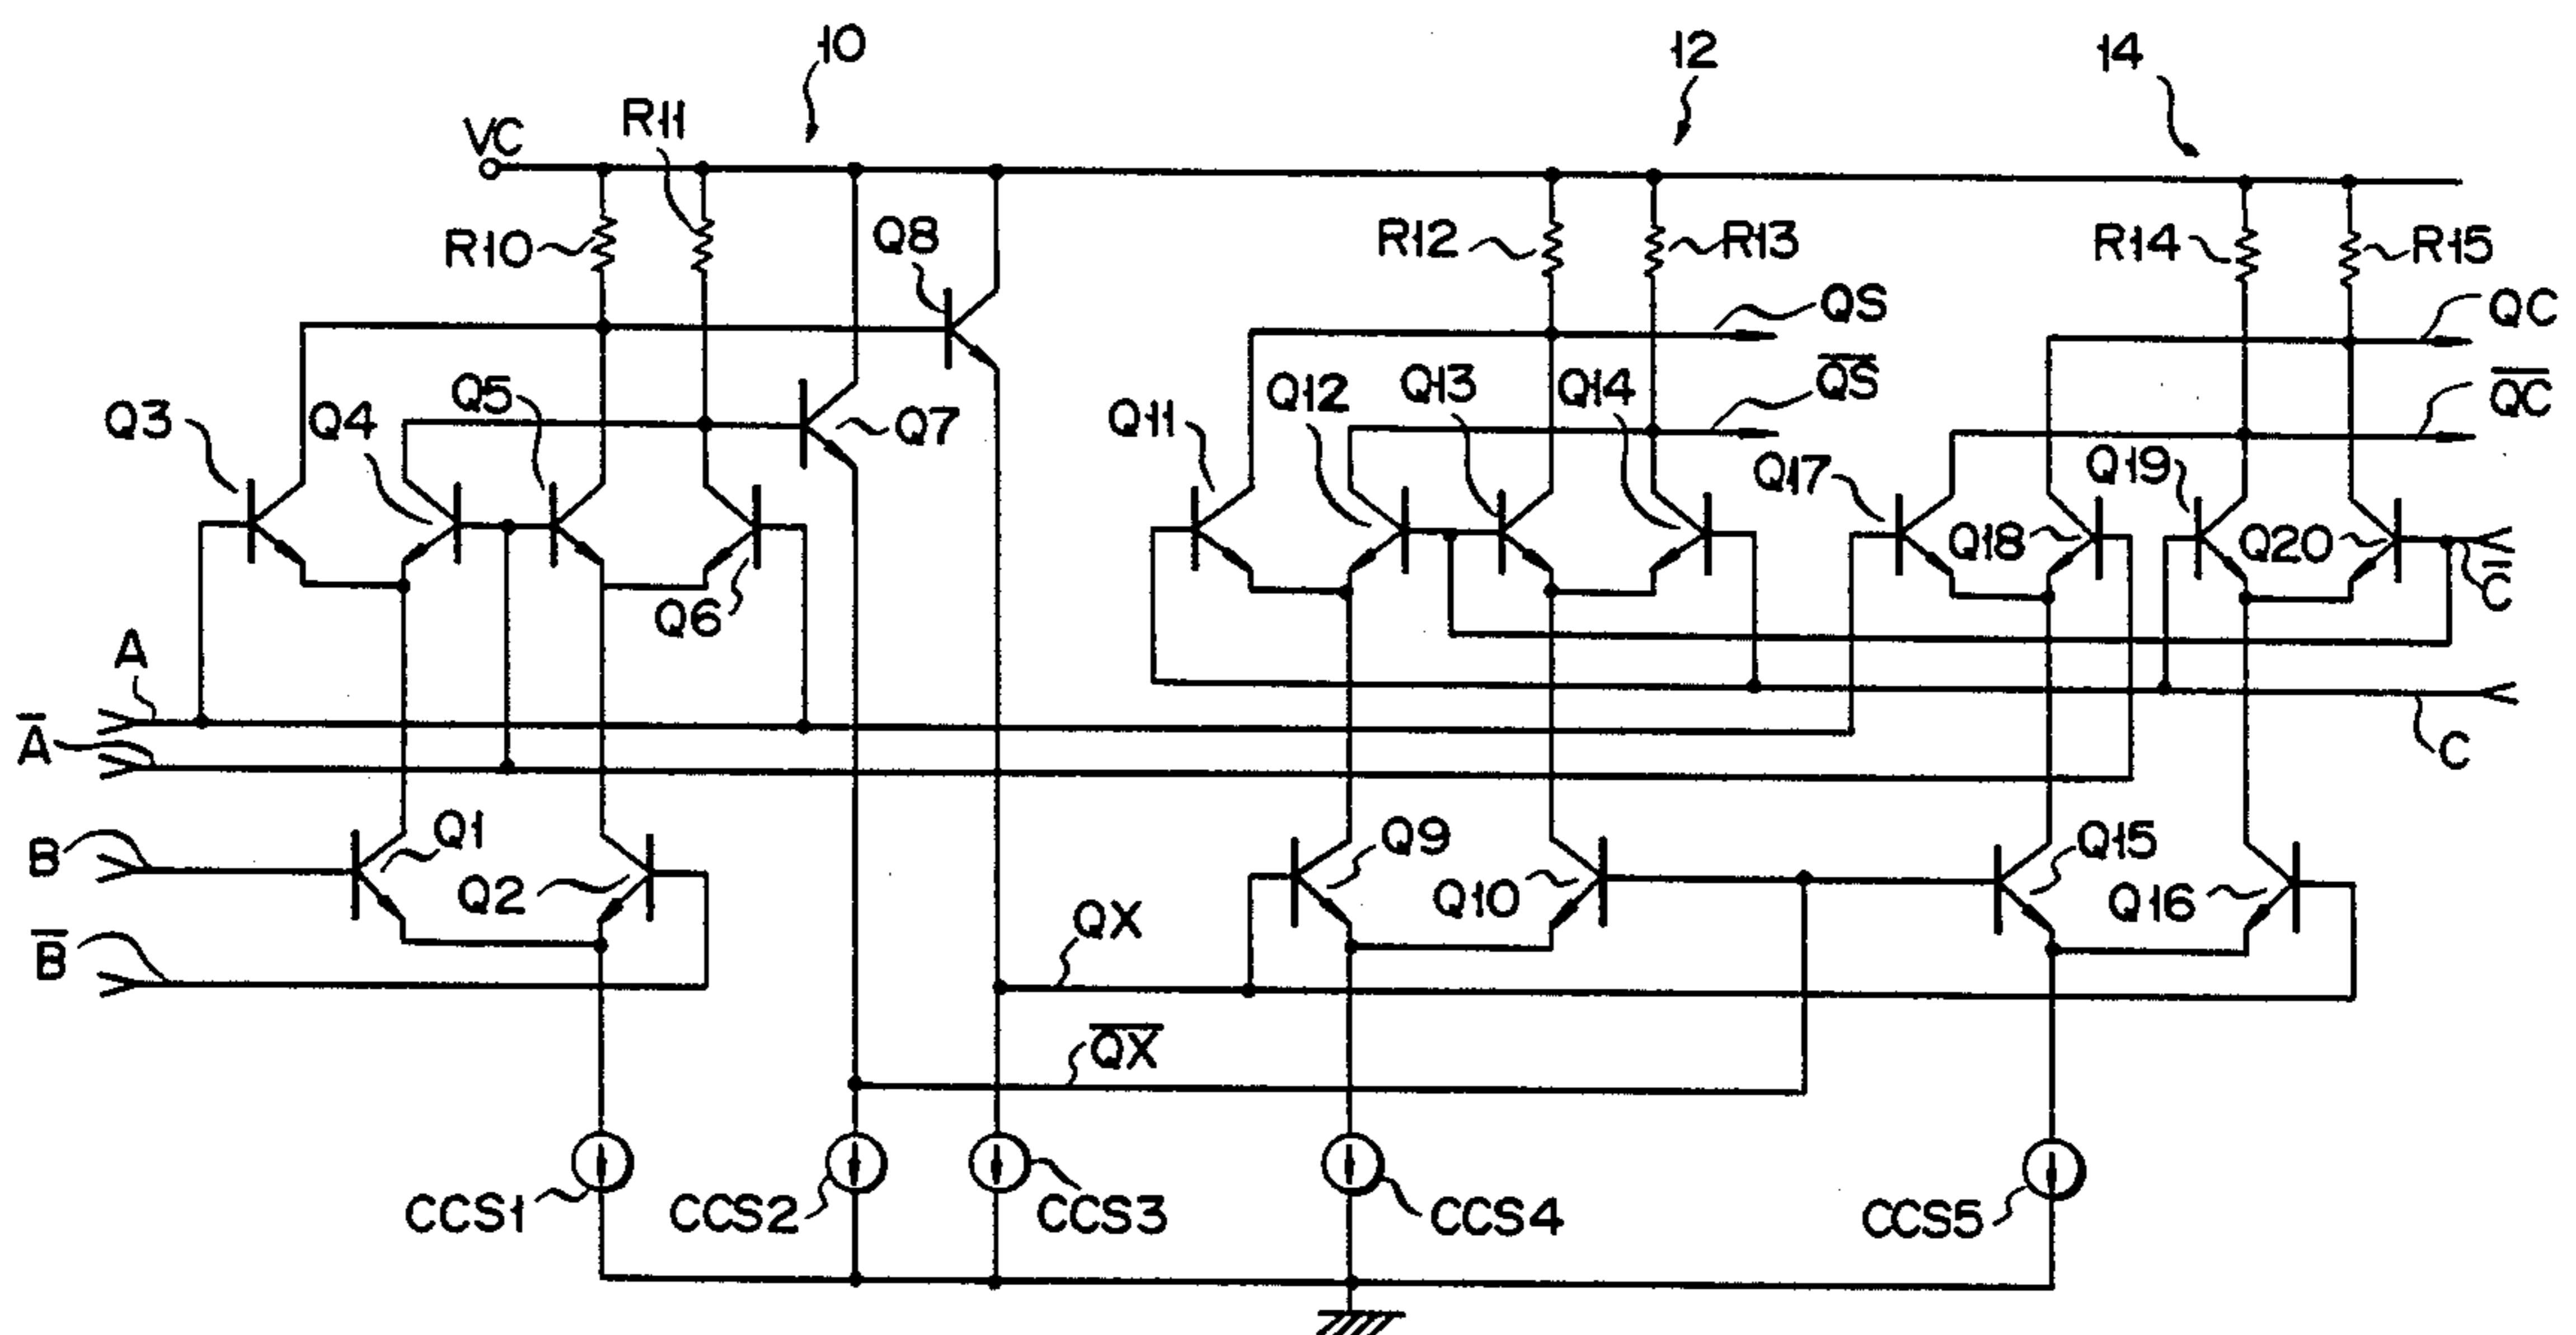 10
12
14
VC
R11
R10
Q8
R12
R13
R14
R15
QS
QC
Q̅S̅
Q̅C̅
Q3
Q4
Q5
Q7
Q11
Q12
Q13
Q14
Q17
Q19
Q18
Q20
C̅
Q6
A
A̅
C
B
Q1
Q2
Q9
Q10
Q15
Q16
B̅
QX
Q̅X̅
CCS1
CCS2
CCS3
CCS4
CCS5